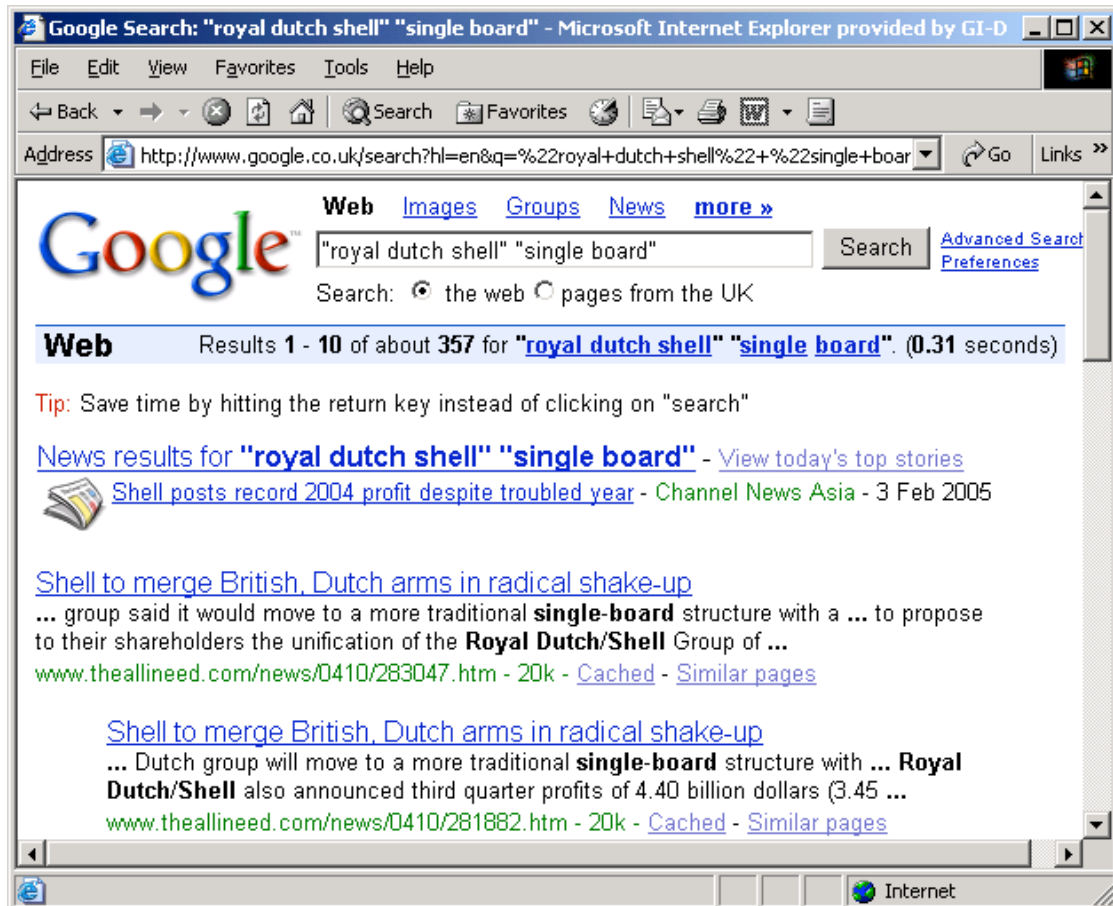 Google Search: "royal dutch shell" "single board" - Microsoft Internet Explorer provided by GI-D
File Edit View Favorites Tools Help
Back Search Favorites
Address http://www.google.co.uk/search?hl=en&q=%22royal+dutch+shell%22+%22single+boar Go Links »
Web Images Groups News more »
Google™ "royal dutch shell" "single board" Search Advanced Search
Preferences
Search: the web pages from the UK
Web Results 1 - 10 of about 357 for "royal dutch shell" "single board". (0.31 seconds)
Tip: Save time by hitting the return key instead of clicking on "search"
News results for "royal dutch shell" "single board" - View today's top stories
Shell posts record 2004 profit despite troubled year - Channel News Asia - 3 Feb 2005
Shell to merge British, Dutch arms in radical shake-up
... group said it would move to a more traditional single-board structure with a ... to propose
to their shareholders the unification of the Royal Dutch/Shell Group of ...
www.theallineed.com/news/0410/283047.htm - 20k - Cached - Similar pages
Shell to merge British, Dutch arms in radical shake-up
... Dutch group will move to a more traditional single-board structure with ... Royal
Dutch/Shell also announced third quarter profits of 4.40 billion dollars (3.45 ...
www.theallineed.com/news/0410/281882.htm - 20k - Cached - Similar pages
Internet